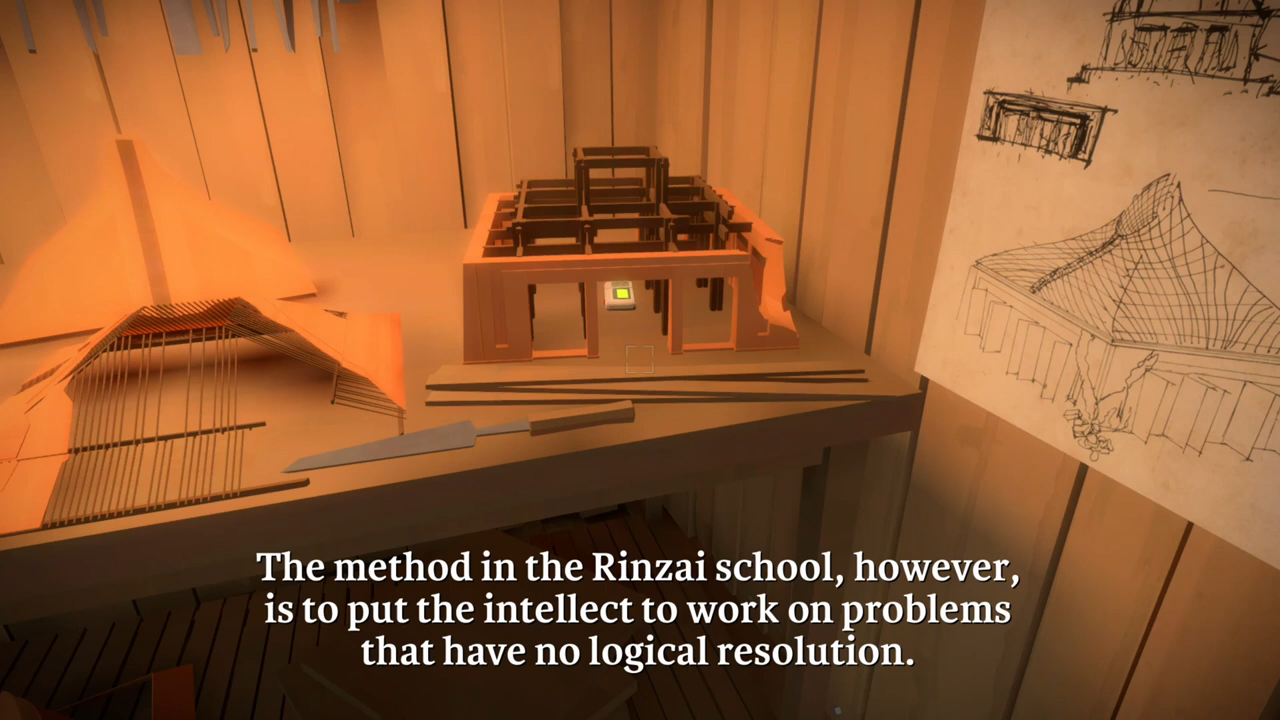 The method in the Rinzai school, however,
is to put the intellect to work on problems
that have no logical resolution.